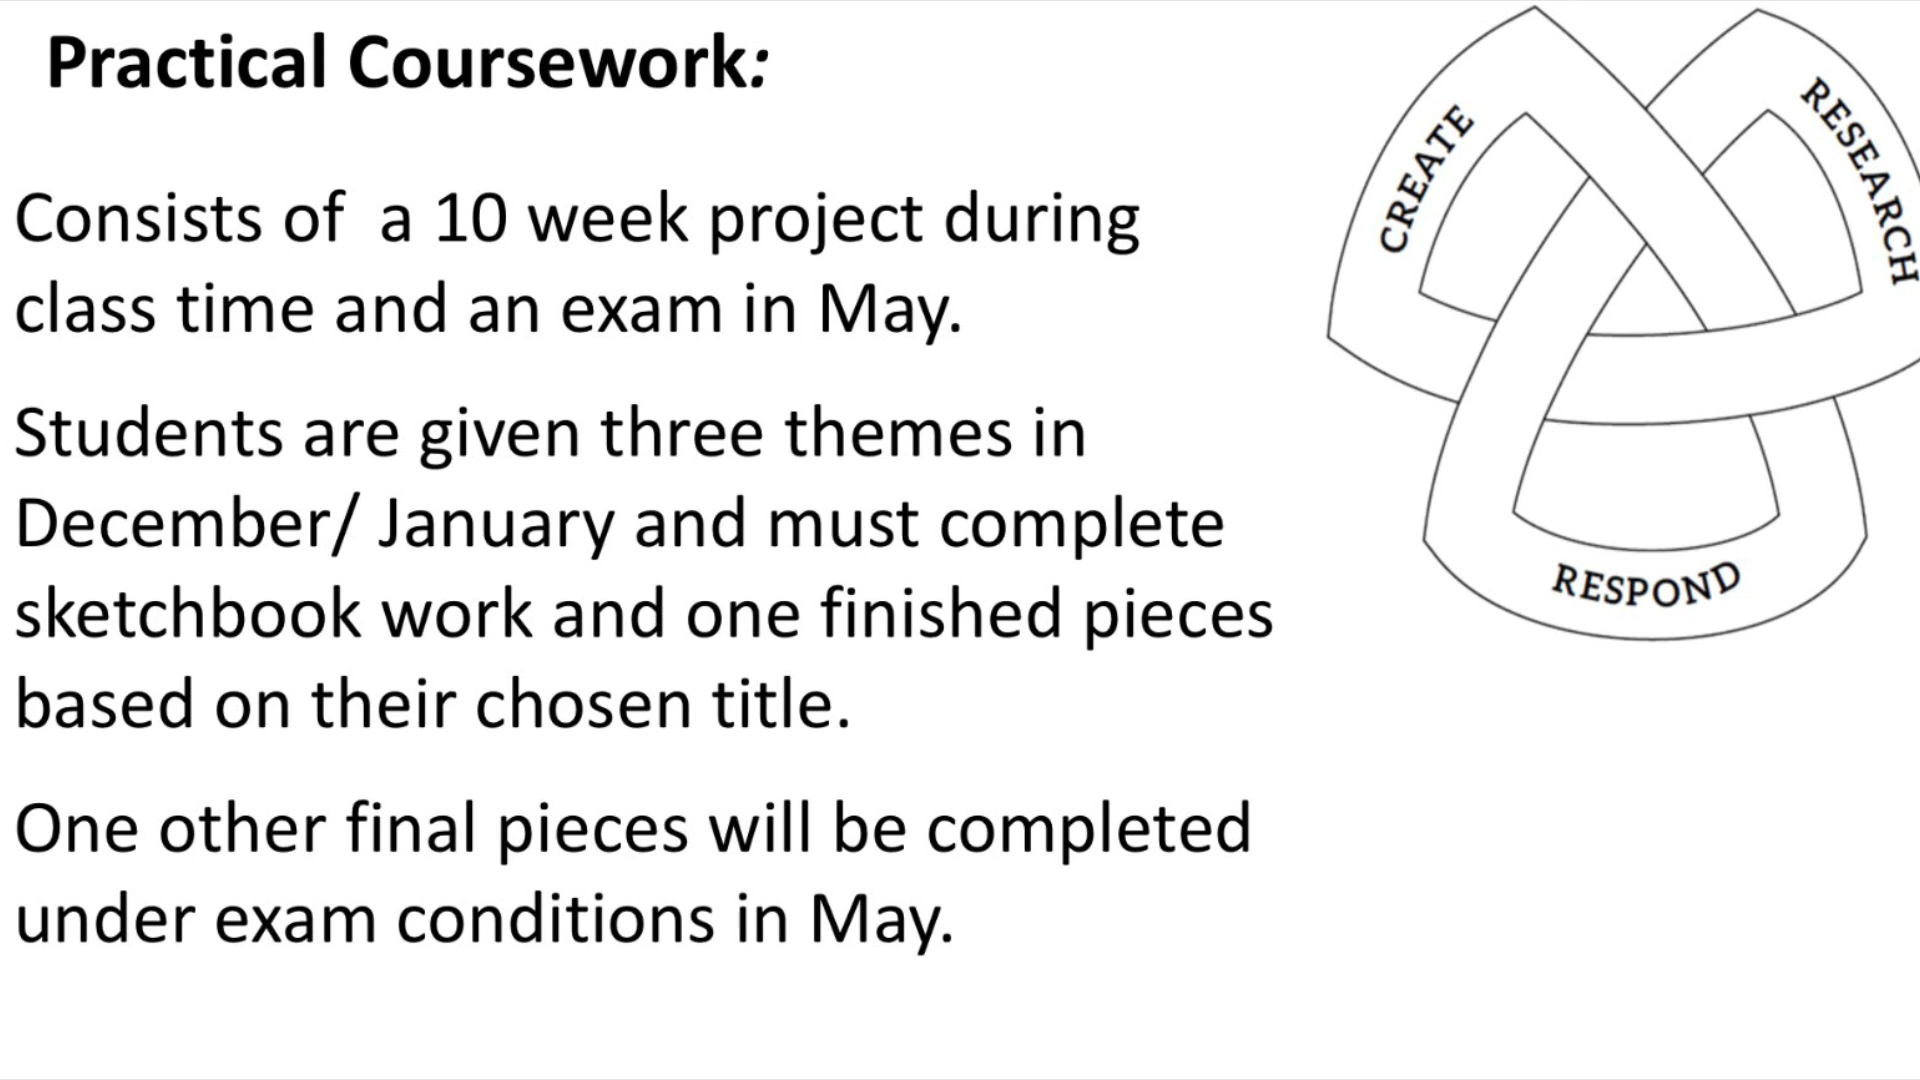 Practical Coursework:
Consists of  a 10 week project during
class time and an exam in May.
Students are given three themes in
December/ January and must complete
sketchbook work and one finished pieces
based on their chosen title.
One other final pieces will be completed
under exam conditions in May.
CREATE
RESEARCH
RESPOND